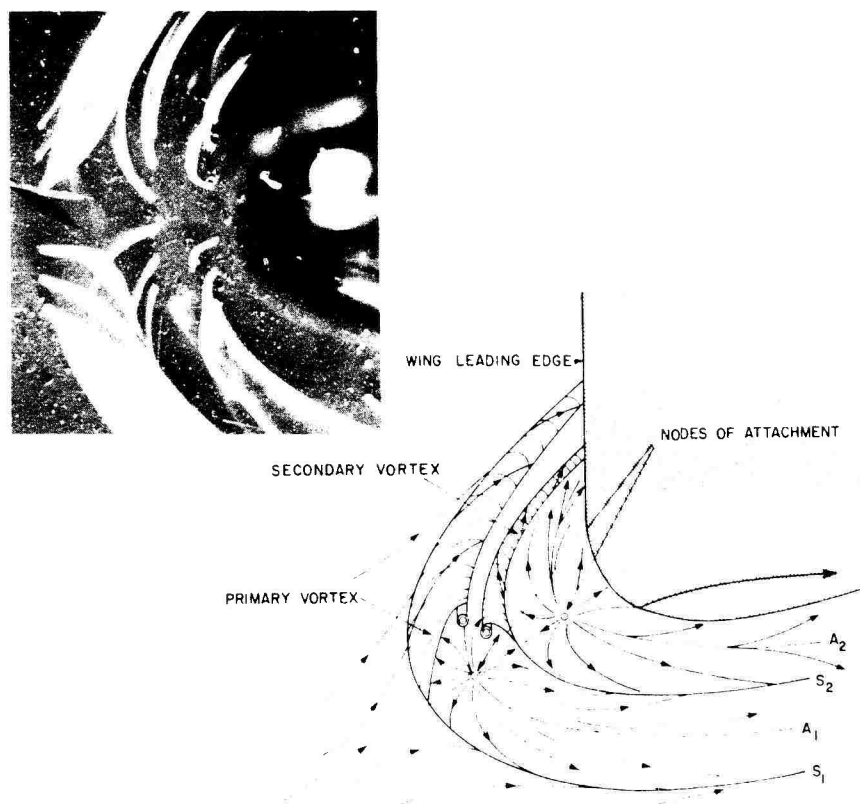 WING LEADING EDGE
NODES OF ATTACHMENT
SECONDARY VORTEX
PRIMARY VORTEX
A2
S2
A1
S1